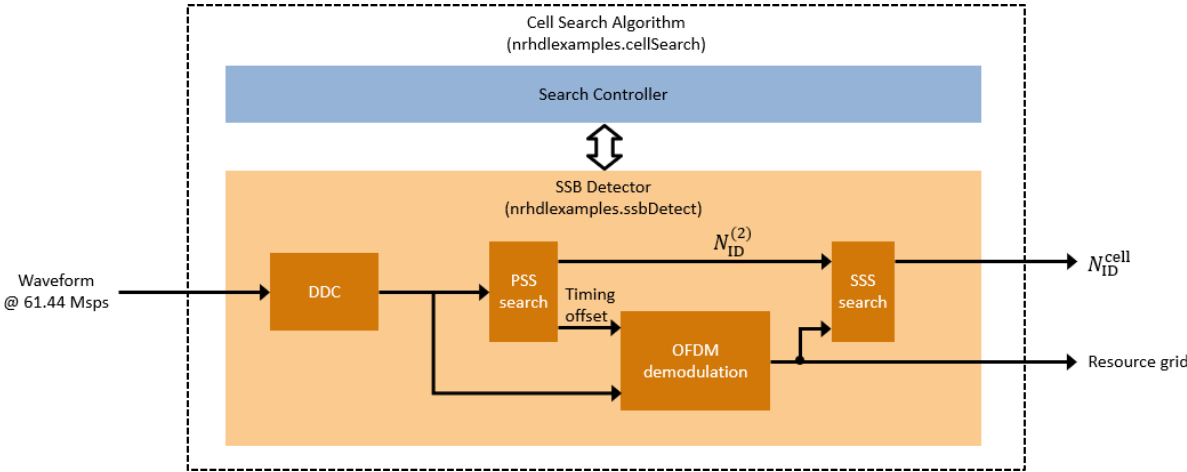 Cell Search Algorithm
(nrhdlexamples.cellSearch)
Search Controller
SSB Detector
(nrhdlexamples.ssbDetect)
Waveform
@ 61.44 Msps
DDC
PSS
search
N_ID^(2)
Timing
offset
OFDM
demodulation
SSS
search
N_ID^cell
Resource grid